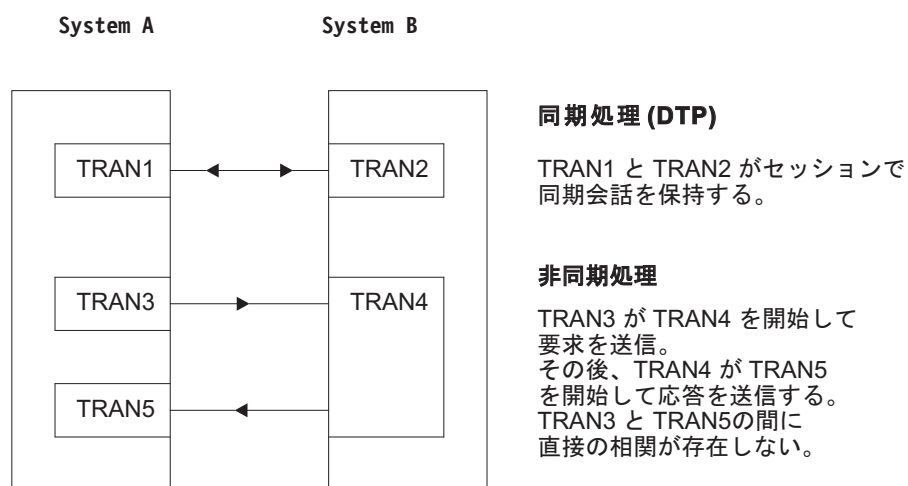 System A
System B
TRAN1
TRAN2
TRAN3
TRAN4
TRAN5
同期処理 (DTP)
TRAN1 と TRAN2 がセッションで
同期会話を保持する。
非同期処理
TRAN3 が TRAN4 を開始して
要求を送信。
その後、TRAN4 が TRAN5
を開始して応答を送信する。
TRAN3 と TRAN5の間に
直接の相関が存在しない。